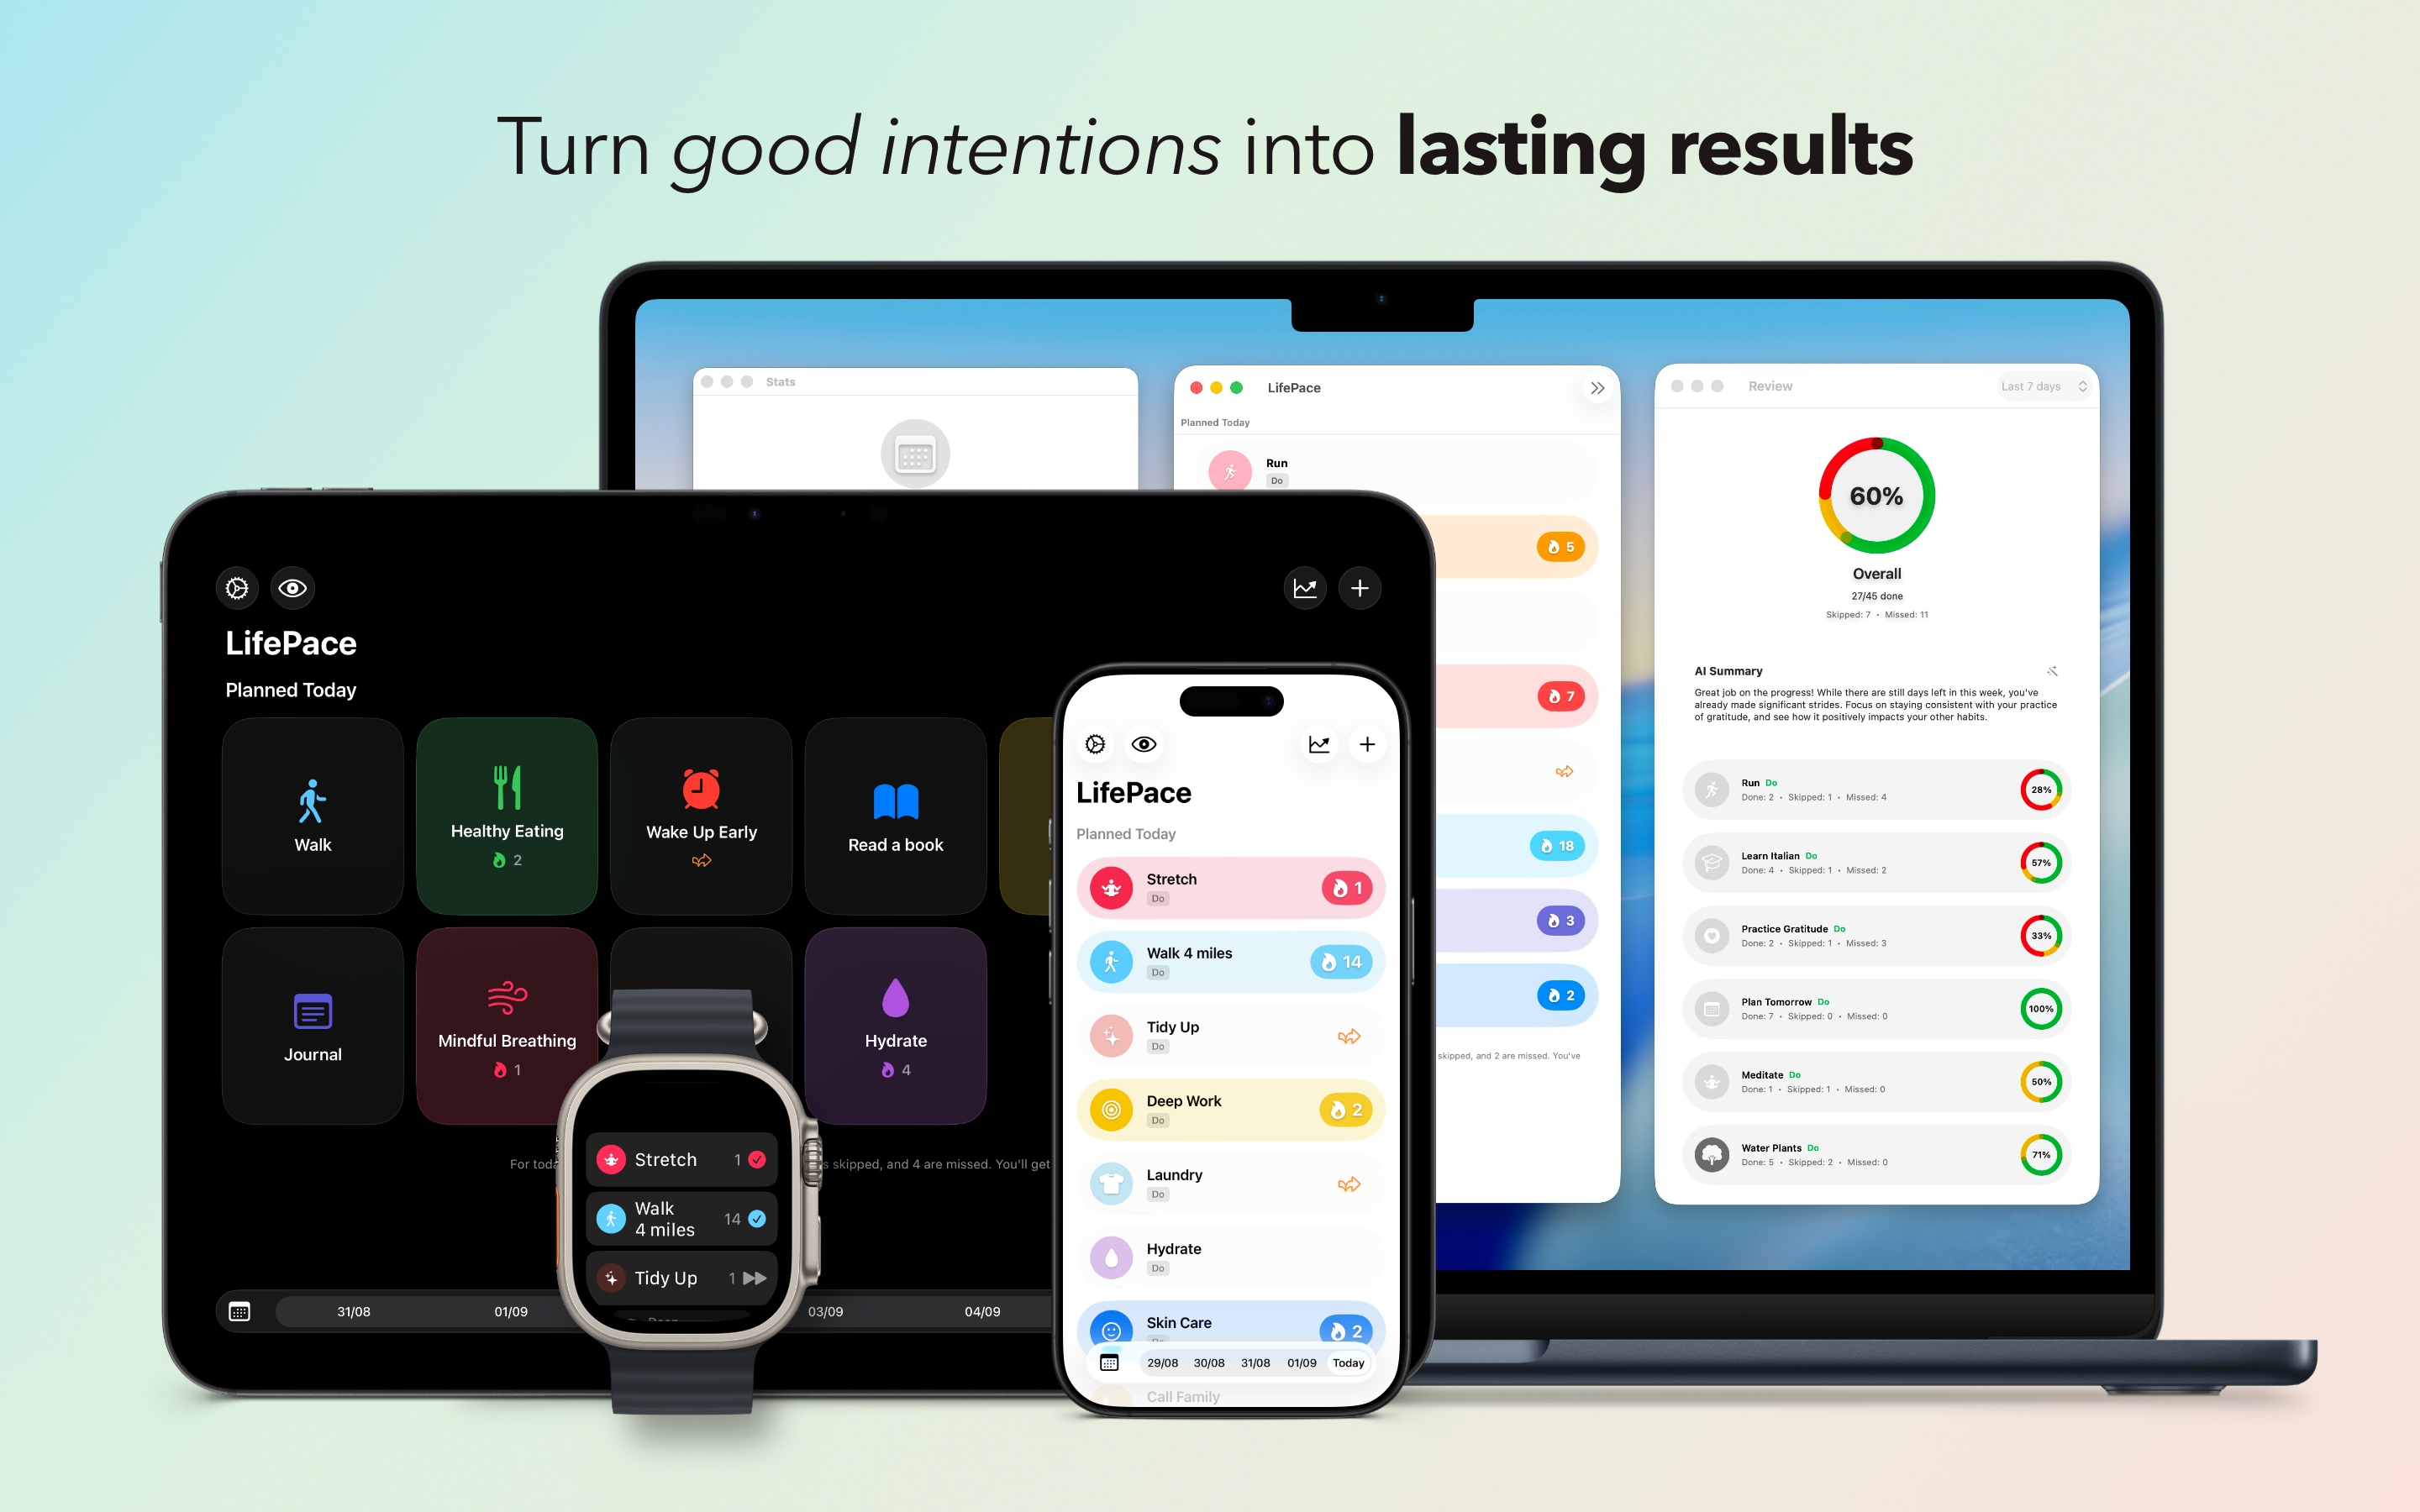 Turn good intentions into lasting results
Stats
LifePace
Planned Today
Run
Do
5
7
18
3
2
skipped, and 2 are missed. You've
Review
Last 7 days
60%
Overall
27/45 done
Skipped: 7 • Missed: 11
AI Summary
Great job on the progress! While there are still days left in this week, you've
already made significant strides. Focus on staying consistent with your practice
of gratitude, and see how it positively impacts your other habits.
Run Do
Done: 2 • Skipped: 1 • Missed: 4
28%
Learn Italian Do
Done: 4 • Skipped: 1 • Missed: 2
57%
Practice Gratitude Do
Done: 2 • Skipped: 1 • Missed: 3
33%
Plan Tomorrow Do
Done: 7 • Skipped: 0 • Missed: 0
100%
Meditate Do
Done: 1 • Skipped: 1 • Missed: 0
50%
Water Plants Do
Done: 5 • Skipped: 2 • Missed: 0
71%
LifePace
Planned Today
Walk
Healthy Eating
2
Wake Up Early
Read a book
Journal
Mindful Breathing
1
Hydrate
4
For
skipped, and 4 are missed. You'll get
31/08
01/09
03/09
04/09
Stretch
1
Walk
4 miles
14
Tidy Up
1
LifePace
Planned Today
Stretch
Do
1
Walk 4 miles
Do
14
Tidy Up
Do
Deep Work
Do
2
Laundry
Do
Hydrate
Do
Skin Care
2
29/08 30/08 31/08 01/09 Today
Call Family